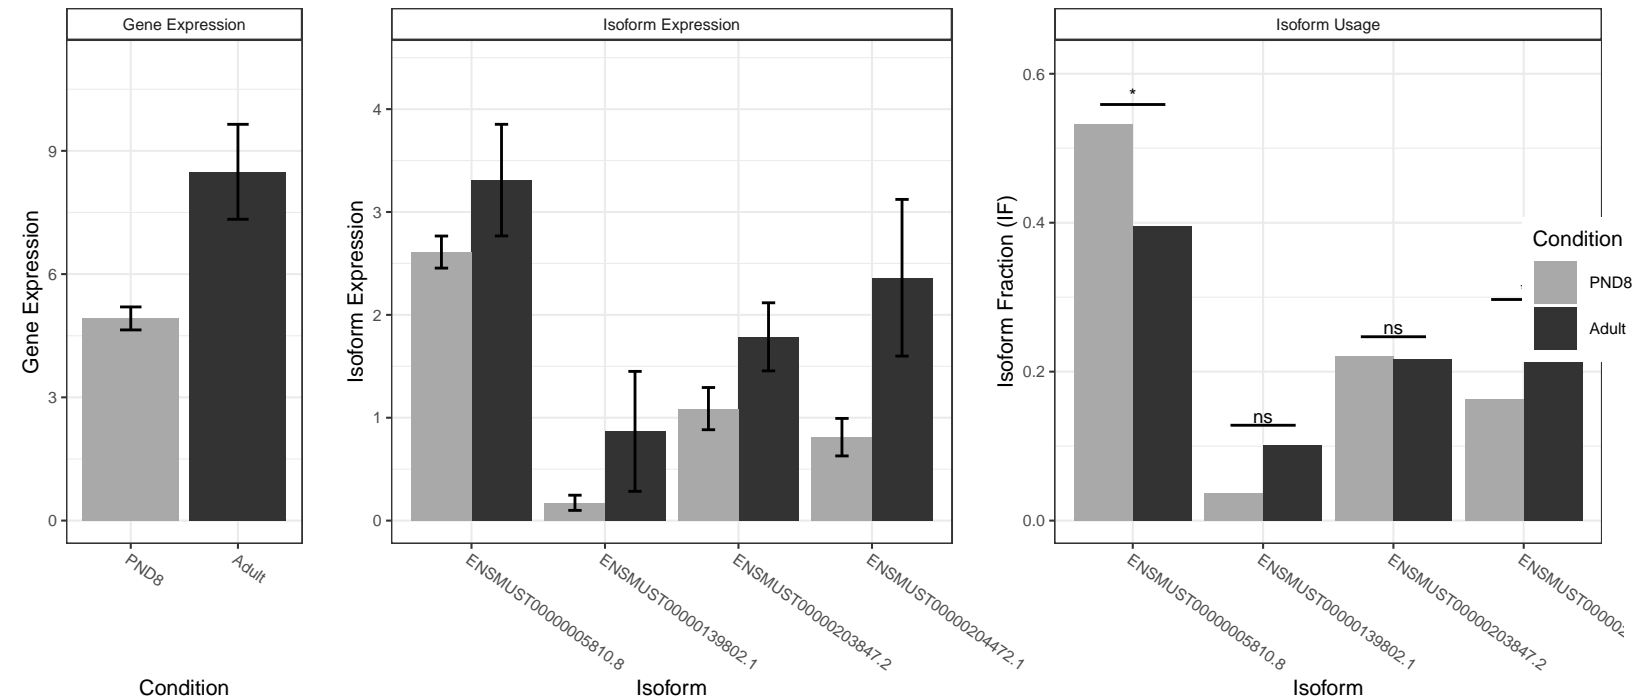 Gene Expression
Isoform Expression
Isoform Usage
Gene Expression
9
6
3
0
PND8
Adult
Condition
Isoform Expression
4
3
2
1
0
ENSMUST00000005810.8
ENSMUST00000139802.1
ENSMUST00000203847.2
ENSMUST00000204472.1
Isoform
Isoform Fraction (IF)
0.6
0.4
0.2
0.0
*
ns
ns
ENSMUST00000005810.8
ENSMUST00000139802.1
ENSMUST00000203847.2
Isoform
Condition
PND8
Adult